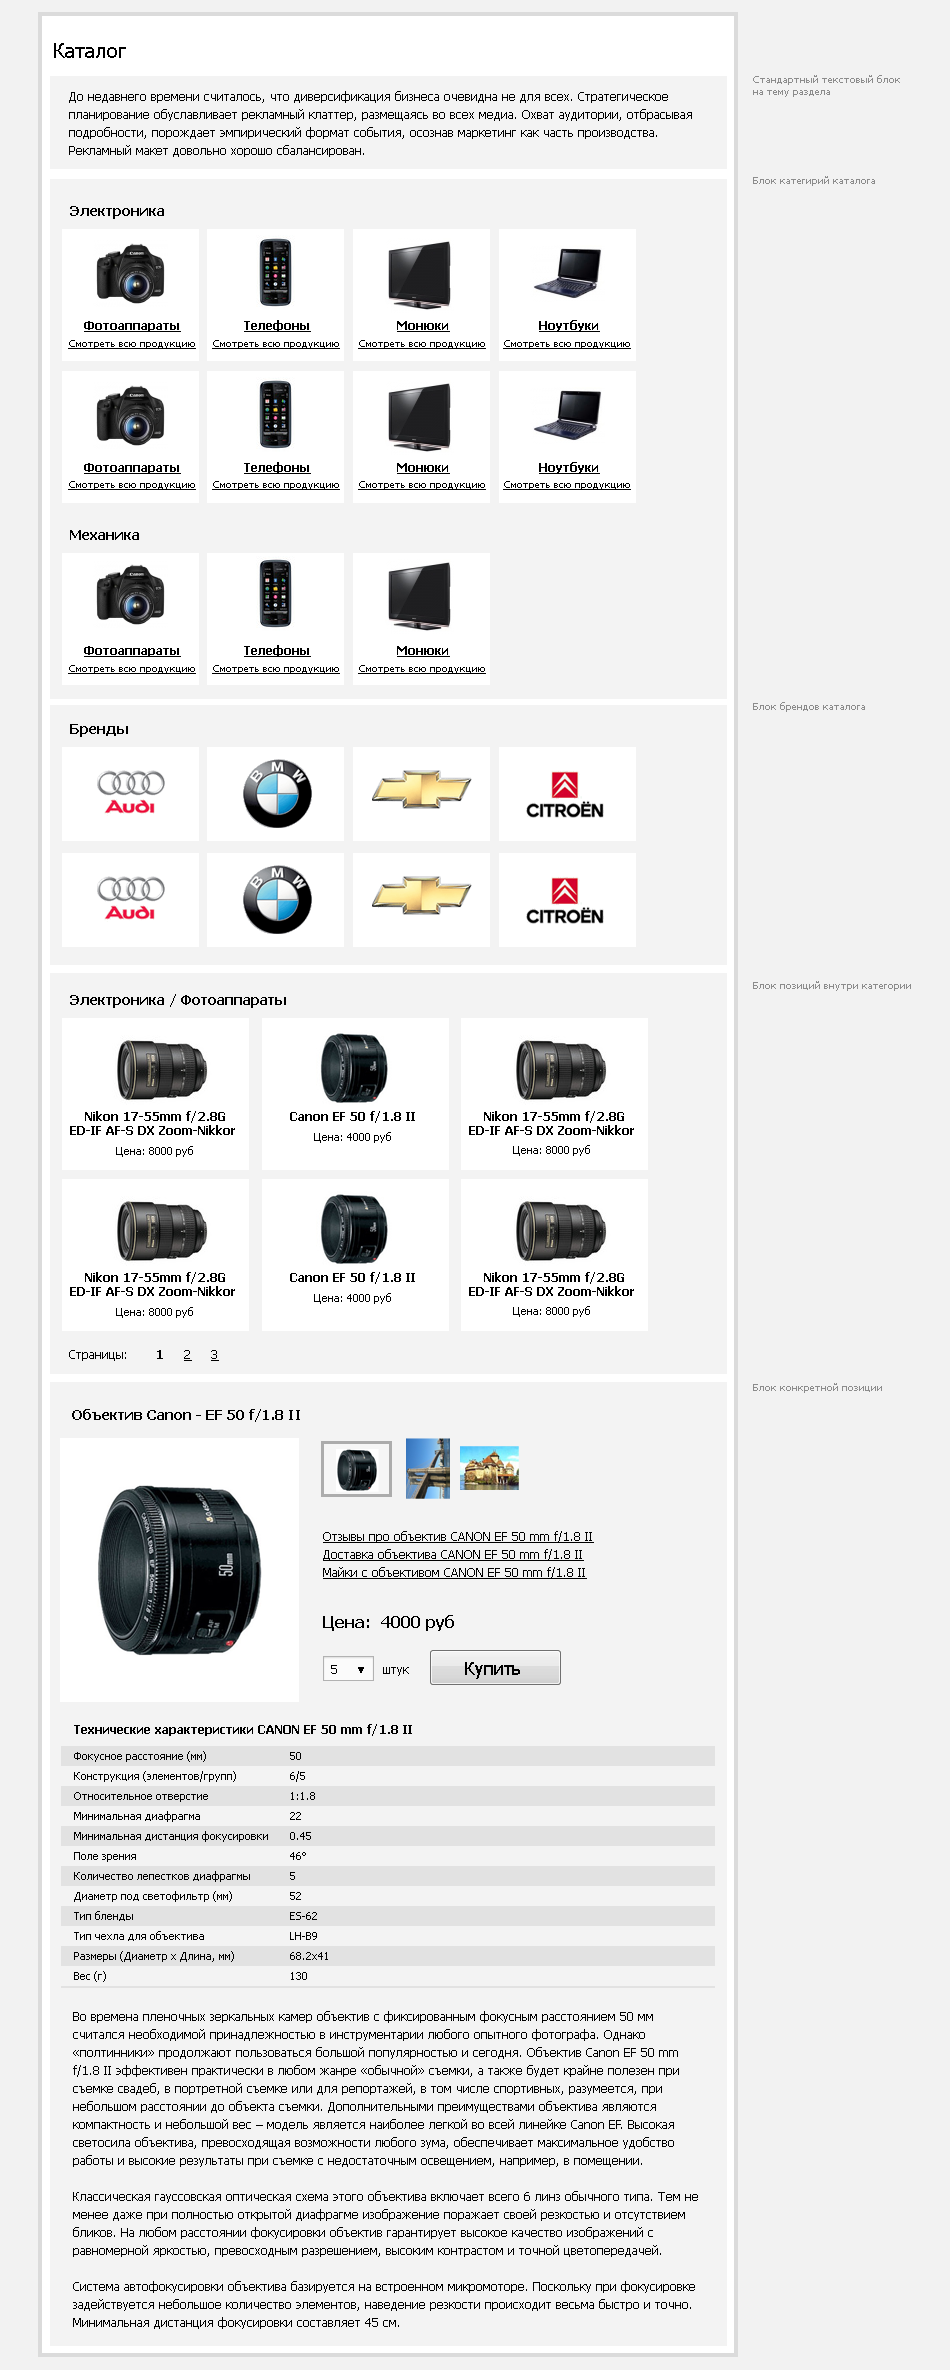 Каталог
До недавнего времени считалось, что диверсификация бизнеса очевидна не для всех. Стратегическое
планирование обуславливает рекламный клаттер, размещаясь во всех медиа. Охват аудитории, отбрасывая
подробности, порождает эмпирический формат события, осознав маркетинг как часть производства.
Рекламный макет довольно хорошо сбалансирован.
Стандартный текстовый блок
на тему раздела
Блок категирий каталога
Электроника
Фотоаппараты Телефоны Монюки Ноутбуки
Смотреть всю продукцию Смотреть всю продукцию Смотреть всю продукцию Смотреть всю продукцию
Фотоаппараты Телефоны Монюки Ноутбуки
Смотреть всю продукцию Смотреть всю продукцию Смотреть всю продукцию Смотреть всю продукцию
Механика
Фотоаппараты Телефоны Монюки
Смотреть всю продукцию Смотреть всю продукцию Смотреть всю продукцию
Блок брендов каталога
Бренды
Audi BMW CITROËN
Audi BMW CITROËN
Блок позиций внутри категории
Электроника / Фотоаппараты
Nikon 17-55mm f/2.8G Canon EF 50 f/1.8 II Nikon 17-55mm f/2.8G
ED-IF AF-S DX Zoom-Nikkor ED-IF AF-S DX Zoom-Nikkor
Цена: 8000 руб Цена: 4000 руб Цена: 8000 руб
Nikon 17-55mm f/2.8G Canon EF 50 f/1.8 II Nikon 17-55mm f/2.8G
ED-IF AF-S DX Zoom-Nikkor ED-IF AF-S DX Zoom-Nikkor
Цена: 8000 руб Цена: 4000 руб Цена: 8000 руб
Страницы: 1 2 3
Блок конкретной позиции
Объектив Canon - EF 50 f/1.8 II
50mm
Отзывы про объектив CANON EF 50 mm f/1.8 II
Доставка объектива CANON EF 50 mm f/1.8 II
Майки с объективом CANON EF 50 mm f/1.8 II
Цена: 4000 руб
5 штук Купить
Технические характеристики CANON EF 50 mm f/1.8 II
Фокусное расстояние (мм) 50
Конструкция (элементов/групп) 6/5
Относительное отверстие 1:1.8
Минимальная диафрагма 22
Минимальная дистанция фокусировки 0.45
Поле зрения 46°
Количество лепестков диафрагмы 5
Диаметр под светофильтр (мм) 52
Тип бленды ES-62
Тип чехла для объектива LH-B9
Размеры (Диаметр x Длина, мм) 68.2x41
Вес (г) 130
Во времена пленочных зеркальных камер объектив с фиксированным фокусным расстоянием 50 мм
считался необходимой принадлежностью в инструментарии любого опытного фотографа. Однако
«полтинники» продолжают пользоваться большой популярностью и сегодня. Объектив Canon EF 50 mm
f/1.8 II эффективен практически в любом жанре «обычной» съемки, а также будет крайне полезен при
съемке свадеб, в портретной съемке или для репортажей, в том числе спортивных, разумеется, при
небольшом расстоянии до объекта съемки. Дополнительными преимуществами объектива являются
компактность и небольшой вес – модель является наиболее легкой во всей линейке Canon EF. Высокая
светосила объектива, превосходящая возможности любого зума, обеспечивает максимальное удобство
работы и высокие результаты при съемке с недостаточным освещением, например, в помещении.
Классическая гауссовская оптическая схема этого объектива включает всего 6 линз обычного типа. Тем не
менее даже при полностью открытой диафрагме изображение поражает своей резкостью и отсутствием
бликов. На любом расстоянии фокусировки объектив гарантирует высокое качество изображений с
равномерной яркостью, превосходным разрешением, высоким контрастом и точной цветопередачей.
Система автофокусировки объектива базируется на встроенном микромоторе. Поскольку при фокусировке
задействуется небольшое количество элементов, наведение резкости происходит весьма быстро и точно.
Минимальная дистанция фокусировки составляет 45 см.